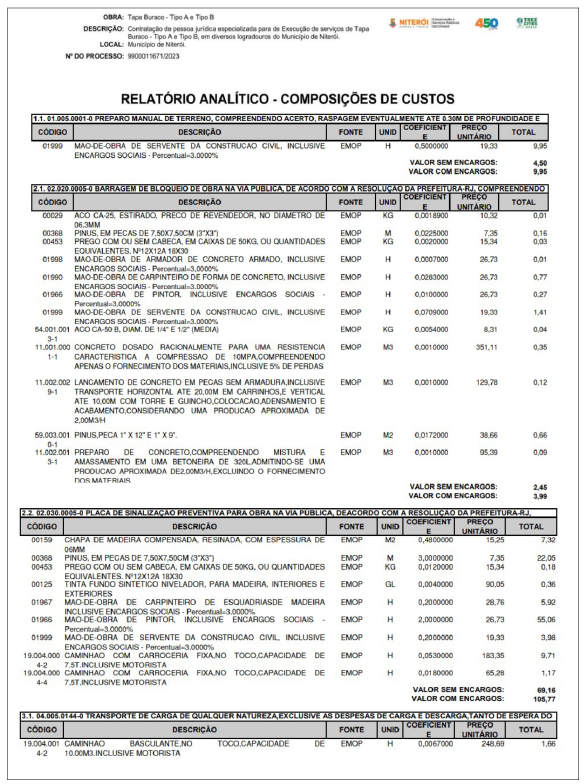 OBRA: Tapa Buraco - Tipo A e Tipo B
DESCRIÇÃO: Contratação de pessoa jurídica especializada para de Execução de serviços de Tapa
Buraco - Tipo A e Tipo B, em diversos logradouros do Município de Niterói.
LOCAL: Município de Niterói.
Nº DO PROCESSO: 9900011671/2023
NITERÓI
450
TREE CITIES
RELATÓRIO ANALÍTICO - COMPOSIÇÕES DE CUSTOS
1.1. 01.005.0001-0 PREPARO MANUAL DE TERRENO, COMPREENDENDO ACERTO, RASPAGEM EVENTUALMENTE ATE 0.30M DE PROFUNDIDADE E
CÓDIGO DESCRIÇÃO FONTE UNID COEFICIENTE PREÇO UNITÁRIO TOTAL
01999 MAO-DE-OBRA DE SERVENTE DA CONSTRUCAO CIVIL, INCLUSIVE EMOP H 0,5000000 19,33 9,95
ENCARGOS SOCIAIS - Percentual=3,0000%
VALOR SEM ENCARGOS: 4,50
VALOR COM ENCARGOS: 9,95
2.1. 02.020.0005-0 BARRAGEM DE BLOQUEIO DE OBRA NA VIA PUBLICA, DE ACORDO COM A RESOLUÇAO DA PREFEITURA-RJ, COMPREENDENDO
CÓDIGO DESCRIÇÃO FONTE UNID COEFICIENTE PREÇO UNITÁRIO TOTAL
00029 ACO CA-25, ESTIRADO, PRECO DE REVENDEDOR, NO DIAMETRO DE EMOP KG 0,0018900 10,32 0,01
06,3MM
00368 PINUS, EM PECAS DE 7,50X7,50CM (3"X3") EMOP M 0,0225000 7,35 0,16
00453 PREGO COM OU SEM CABECA, EM CAIXAS DE 50KG, OU QUANTIDADES EMOP KG 0,0020000 15,34 0,03
EQUIVALENTES. Nº12X12A 18X30
01998 MAO-DE-OBRA DE ARMADOR DE CONCRETO ARMADO, INCLUSIVE EMOP H 0,0007000 26,73 0,01
ENCARGOS SOCIAIS - Percentual=3,0000%
01990 MAO-DE-OBRA DE CARPINTEIRO DE FORMA DE CONCRETO, INCLUSIVE EMOP H 0,0283000 26,73 0,77
ENCARGOS SOCIAIS - Percentual=3,0000%
01966 MAO-DE-OBRA DE PINTOR, INCLUSIVE ENCARGOS SOCIAIS - EMOP H 0,0100000 26,73 0,27
Percentual=3,0000%
01999 MAO-DE-OBRA DE SERVENTE DA CONSTRUCAO CIVIL, INCLUSIVE EMOP H 0,0709000 19,33 1,41
ENCARGOS SOCIAIS - Percentual=3,0000%
54.001.001 ACO CA-50 B, DIAM. DE 1/4" E 1/2" (MEDIA) EMOP KG 0,0054000 8,31 0,04
3-1
11.001.000 CONCRETO DOSADO RACIONALMENTE PARA UMA RESISTENCIA EMOP M3 0,0010000 351,11 0,35
1-1 CARACTERISTICA A COMPRESSAO DE 10MPA,COMPREENDENDO
APENAS O FORNECIMENTO DOS MATERIAIS,INCLUSIVE 5% DE PERDAS
11.002.002 LANCAMENTO DE CONCRETO EM PECAS SEM ARMADURA,INCLUSIVE EMOP M3 0,0010000 129,78 0,12
9-1 TRANSPORTE HORIZONTAL ATE 20,00M EM CARRINHOS,E VERTICAL
ATE 10,00M COM TORRE E GUINCHO,COLOCACAO,ADENSAMENTO E
ACABAMENTO,CONSIDERANDO UMA PRODUCAO APROXIMADA DE
2,00M3/H
59.003.001 PINUS,PECA 1" X 12" E 1" X 9". EMOP M2 0,0172000 38,66 0,66
0-1
11.002.001 PREPARO DE CONCRETO,COMPREENDENDO MISTURA E EMOP M3 0,0010000 95,39 0,09
3-1 AMASSAMENTO EM UMA BETONEIRA DE 320L,ADMITINDO-SE UMA
PRODUCAO APROXIMADA DE2,00M3/H,EXCLUINDO O FORNECIMENTO
DOS MATERIAIS
VALOR SEM ENCARGOS: 2,45
VALOR COM ENCARGOS: 3,99
2.2. 02.030.0005-0 PLACA DE SINALIZAÇÃO PREVENTIVA PARA OBRA NA VIA PUBLICA, DEACORDO COM A RESOLUÇAO DA PREFEITURA-RJ,
CÓDIGO DESCRIÇÃO FONTE UNID COEFICIENTE PREÇO UNITÁRIO TOTAL
00159 CHAPA DE MADEIRA COMPENSADA, RESINADA, COM ESPESSURA DE EMOP M2 0,4800000 15,25 7,32
06MM
00368 PINUS, EM PECAS DE 7,50X7,50CM (3"X3") EMOP M 3,0000000 7,35 22,05
00453 PREGO COM OU SEM CABECA, EM CAIXAS DE 50KG, OU QUANTIDADES EMOP KG 0,0120000 15,34 0,18
EQUIVALENTES. Nº12X12A 18X30
00125 TINTA FUNDO SINTETICO NIVELADOR, PARA MADEIRA, INTERIORES E EMOP GL 0,0040000 90,05 0,36
EXTERIORES
01967 MAO-DE-OBRA DE CARPINTEIRO DE ESQUADRIASDE MADEIRA EMOP H 0,2000000 28,76 5,92
INCLUSIVE ENCARGOS SOCIAIS - Percentual=3,0000%
01966 MAO-DE-OBRA DE PINTOR, INCLUSIVE ENCARGOS SOCIAIS - EMOP H 2,0000000 26,73 55,06
Percentual=3,0000%
01999 MAO-DE-OBRA DE SERVENTE DA CONSTRUCAO CIVIL, INCLUSIVE EMOP H 0,2000000 19,33 3,98
ENCARGOS SOCIAIS - Percentual=3,0000%
19.004.000 CAMINHAO COM CARROCERIA FIXA,NO TOCO,CAPACIDADE DE EMOP H 0,0530000 183,35 9,71
4-2 7.5T,INCLUSIVE MOTORISTA
19.004.000 CAMINHAO COM CARROCERIA FIXA,NO TOCO,CAPACIDADE DE EMOP H 0,0180000 65,28 1,17
4-4 7.5T,INCLUSIVE MOTORISTA
VALOR SEM ENCARGOS: 69,16
VALOR COM ENCARGOS: 105,77
3.1. 04.005.0144-0 TRANSPORTE DE CARGA DE QUALQUER NATUREZA,EXCLUSIVE AS DESPESAS DE CARGA E DESCARGA,TANTO DE ESPERA DO
CÓDIGO DESCRIÇÃO FONTE UNID COEFICIENTE PREÇO UNITÁRIO TOTAL
19.004.001 CAMINHAO BASCULANTE,NO TOCO,CAPACIDADE DE EMOP H 0,0067000 248,69 1,66
4-2 10.00M3,INCLUSIVE MOTORISTA